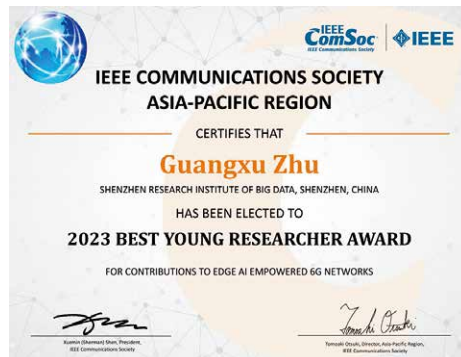 IEEE
ComSoc
IEEE Communications Society
IEEE
IEEE COMMUNICATIONS SOCIETY
ASIA-PACIFIC REGION
CERTIFIES THAT
Guangxu Zhu
SHENZHEN RESEARCH INSTITUTE OF BIG DATA, SHENZHEN, CHINA
HAS BEEN ELECTED TO
2023 BEST YOUNG RESEARCHER AWARD
FOR CONTRIBUTIONS TO EDGE AI EMPOWERED 6G NETWORKS
Tomoaki Otsuki
Xuemin (Sherman) Shen, President,
IEEE Communications Society
Tomoaki Otsuki, Director, Asia-Pacific Region,
IEEE Communications Society